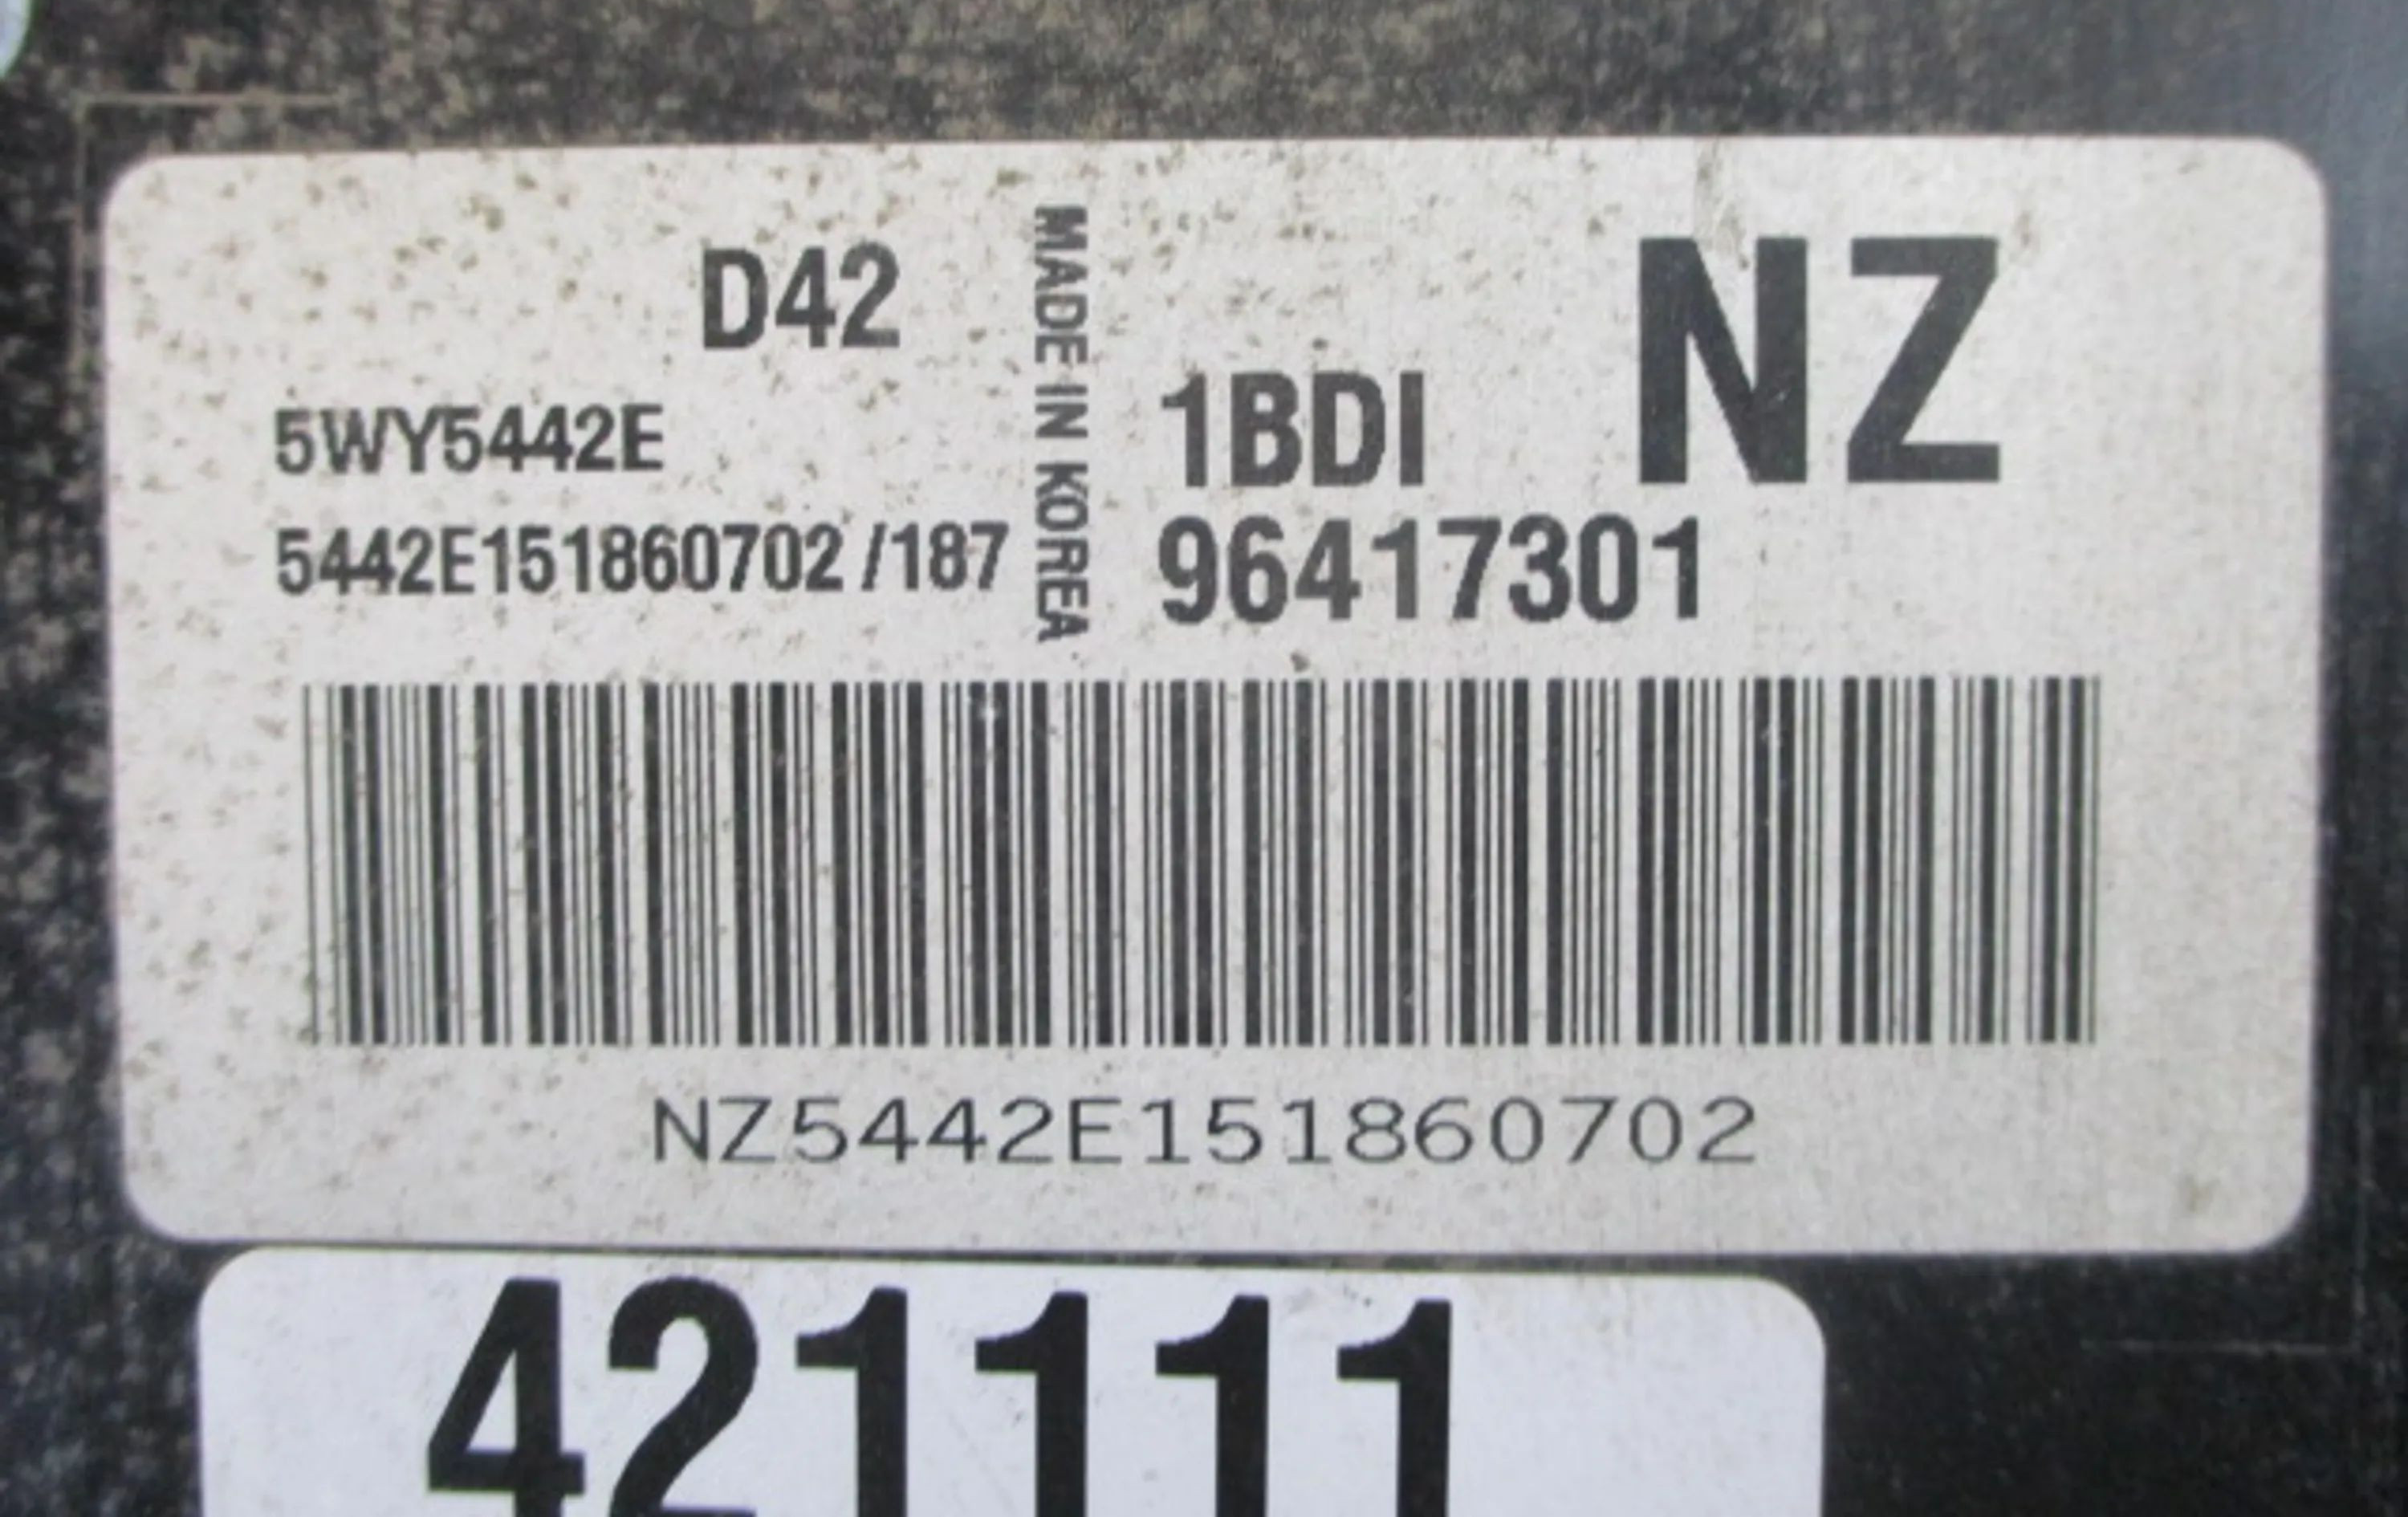 D42
5WY5442E
5442E151860702 /187
MADE IN KOREA
NZ
1BDI
96417301
NZ5442E151860702
421111